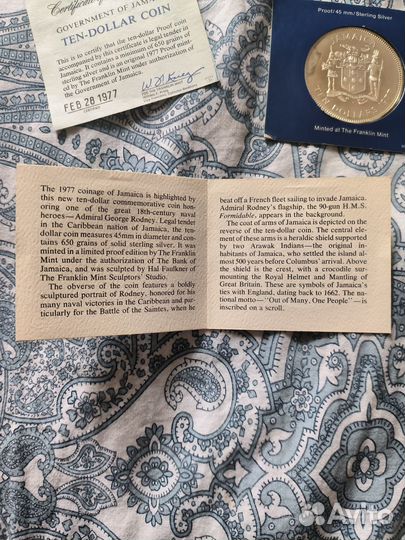 Certificate of
GOVERNMENT OF JAMA
TEN-DOLLAR COIN
This is to certify that the ten-dollar Proof coin
accompanied by this certificate is legal tender in
Jamaica. It contains a minimum of 650 grains of
sterling silver and is an original 1977 Proof minted
by The Franklin Mint under authorization of
the Government of Jamaica.
FEB 28 1977
Proof/45 mm/Sterling Silver
JAMAICA
TEN DOLLARS
Minted at The Franklin Mint
The 1977 coinage of Jamaica is highlighted by
this new ten-dollar commemorative coin hon-
oring one of the great 18th-century naval
heroes—Admiral George Rodney. Legal tender
in the Caribbean nation of Jamaica, the ten-
dollar coin measures 45mm in diameter and con-
tains 650 grains of solid sterling silver. It was
minted in a limited proof edition by The Franklin
Mint under the authorization of The Bank of
Jamaica, and was sculpted by Hal Faulkner of
The Franklin Mint Sculptors' Studio.
The obverse of the coin features a boldly
sculptured portrait of Rodney, honored for his
many naval victories in the Caribbean and par-
ticularly for the Battle of the Saintes, when he
beat off a French fleet sailing to invade Jamaica.
Admiral Rodney's flagship, the 90-gun H.M.S.
Formidable, appears in the background.
The coat of arms of Jamaica is depicted on
the reverse of the coin. The central element
of these arms is a heraldic shield supported
by two Arawak Indians—the original in-
habitants of Jamaica, who settled the island
almost 500 years before Columbus' arrival. Above
the shield is the crest, with a crocodile sur-
mounting the Royal Helmet and Mantling of
Great Britain. These are symbols of Jamaica's
ties with England, dating back to 1662. The na-
tional motto—"Out of Many, One People"—is
inscribed on a scroll.
Avito